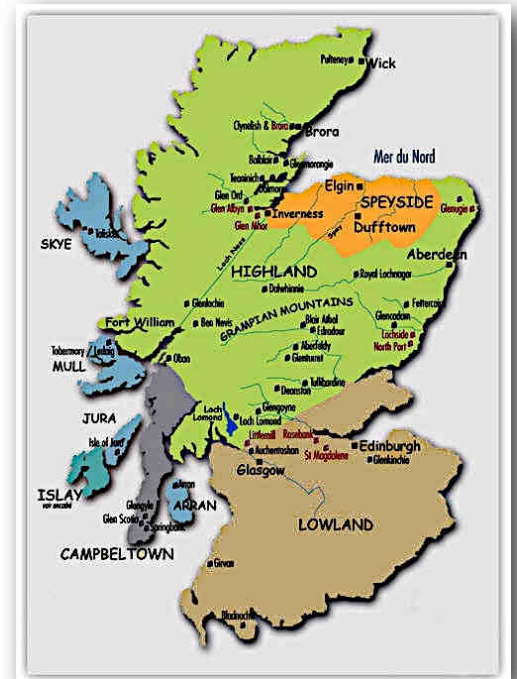 Pulteney
Wick
Clynelish & Brora
Brora
Balblair
Glenmorangie
Mer du Nord
Teaninich
Dalmore
Elgin
SPEYSIDE
Glen Ord
Glen Albyn
Inverness
Glen Mhor
Glenugie
Dufftown
Spey
SKYE
Talisker
Loch Ness
Aberdeen
HIGHLAND
Royal Lochnagar
Dalwhinnie
Glenlochie
GRAMPIAN MOUNTAINS
Fettercairn
Fort William
Ben Nevis
Blair Athol
Edradour
Glencadam
Lochside
North Port
Tobermory / Ledaig
MULL
Oban
Aberfeldy
Glenturret
Tullibardine
Deanston
JURA
Loch
Lomond
Glengoyne
Loch Lomond
Isle of Jura
Littlemill
Rosebank
Auchentoshan
St Magdalene
Edinburgh
Glenkinchie
Glasgow
ISLAY
voir encadré
Arran
ARRAN
Glengyle
Glen Scotia
Springbank
LOWLAND
CAMPBELTOWN
Girvan
Bladnoch